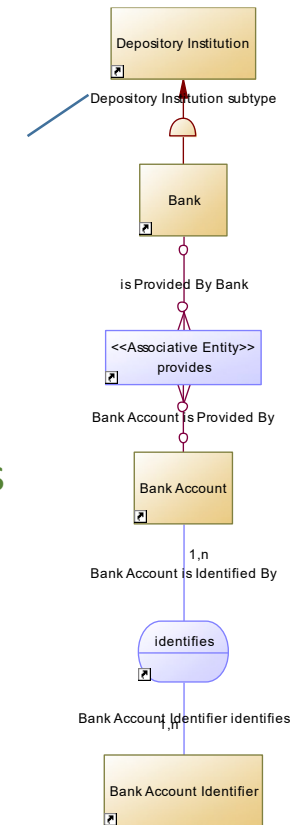 Depository Institution
Depository Institution subtype
Bank
is Provided By Bank
<<Associative Entity>>
provides
Bank Account is Provided By
s
Bank Account
1,n
Bank Account is Identified By
identifies
Bank Account Identifier identifies
1,n
Bank Account Identifier